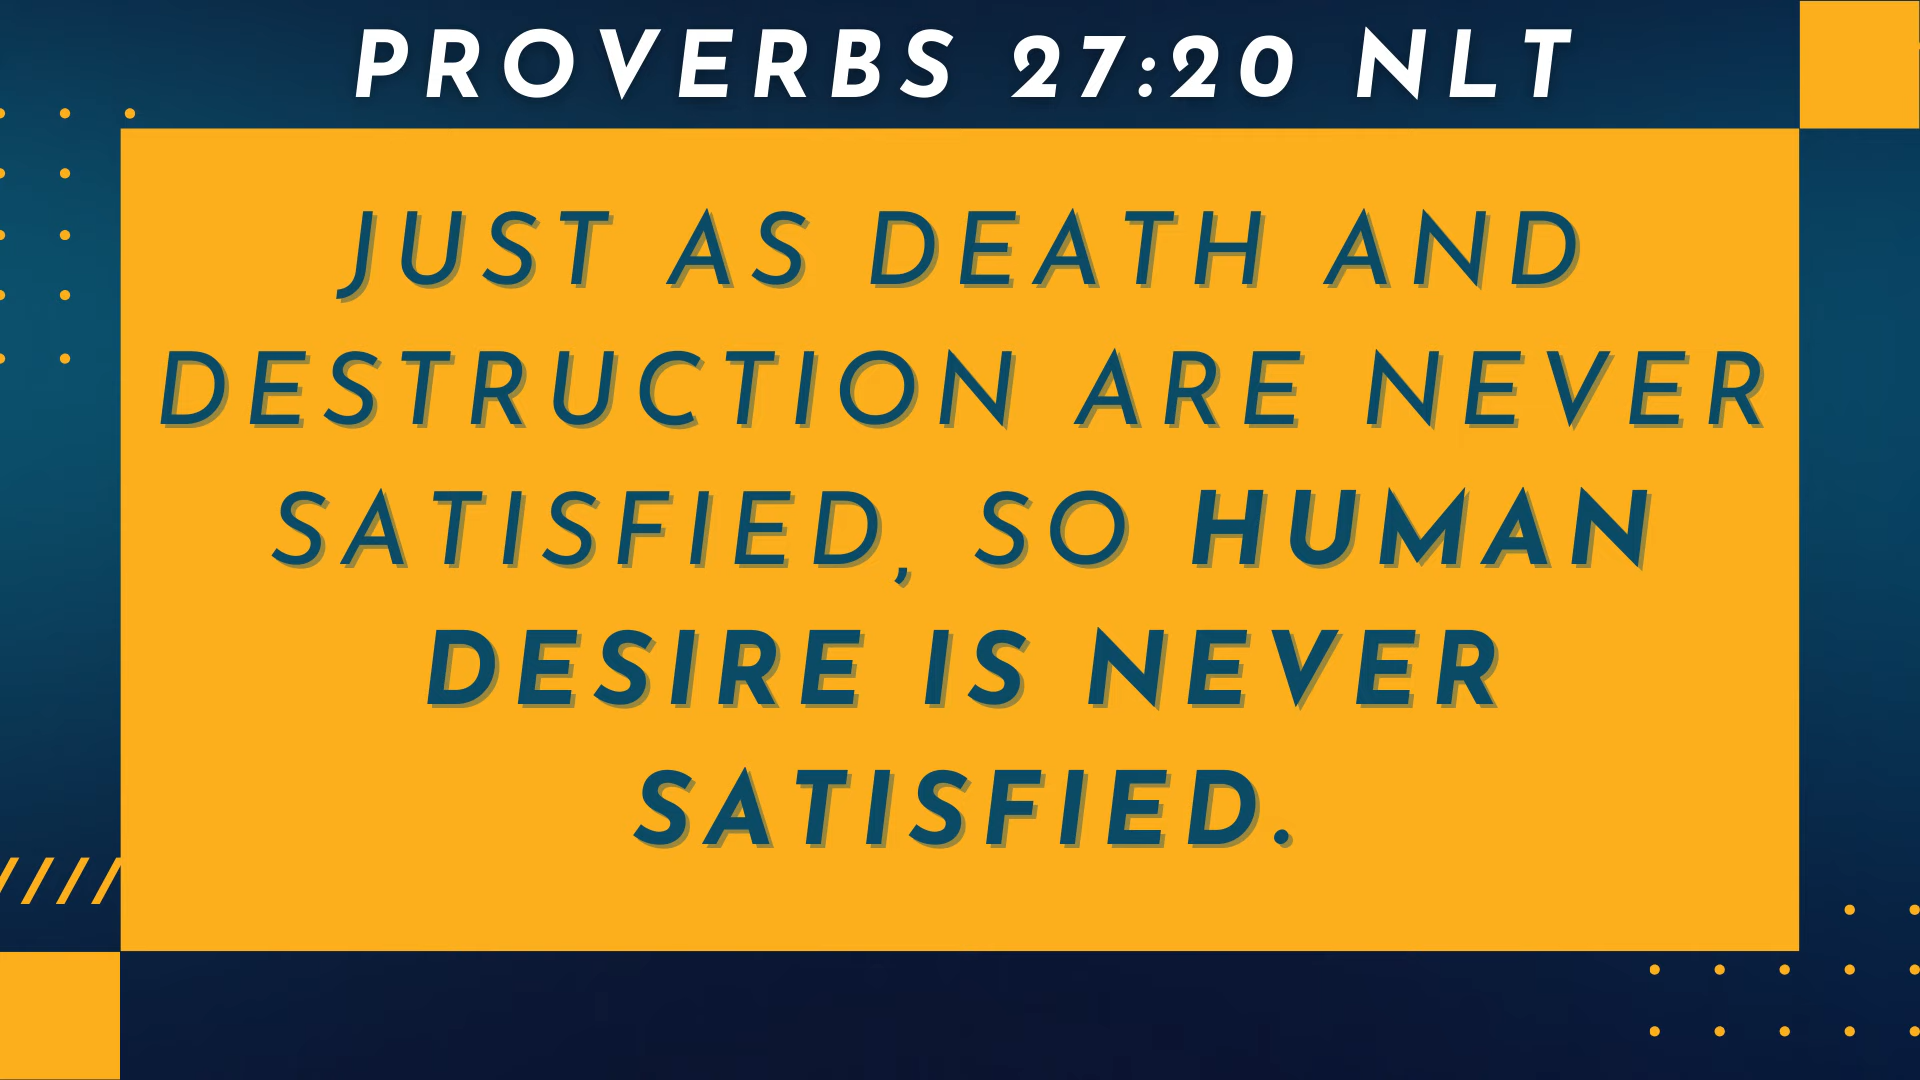 PROVERBS 27:20 NLT
JUST AS DEATH AND
DESTRUCTION ARE NEVER
SATISFIED, SO HUMAN
DESIRE IS NEVER
SATISFIED.